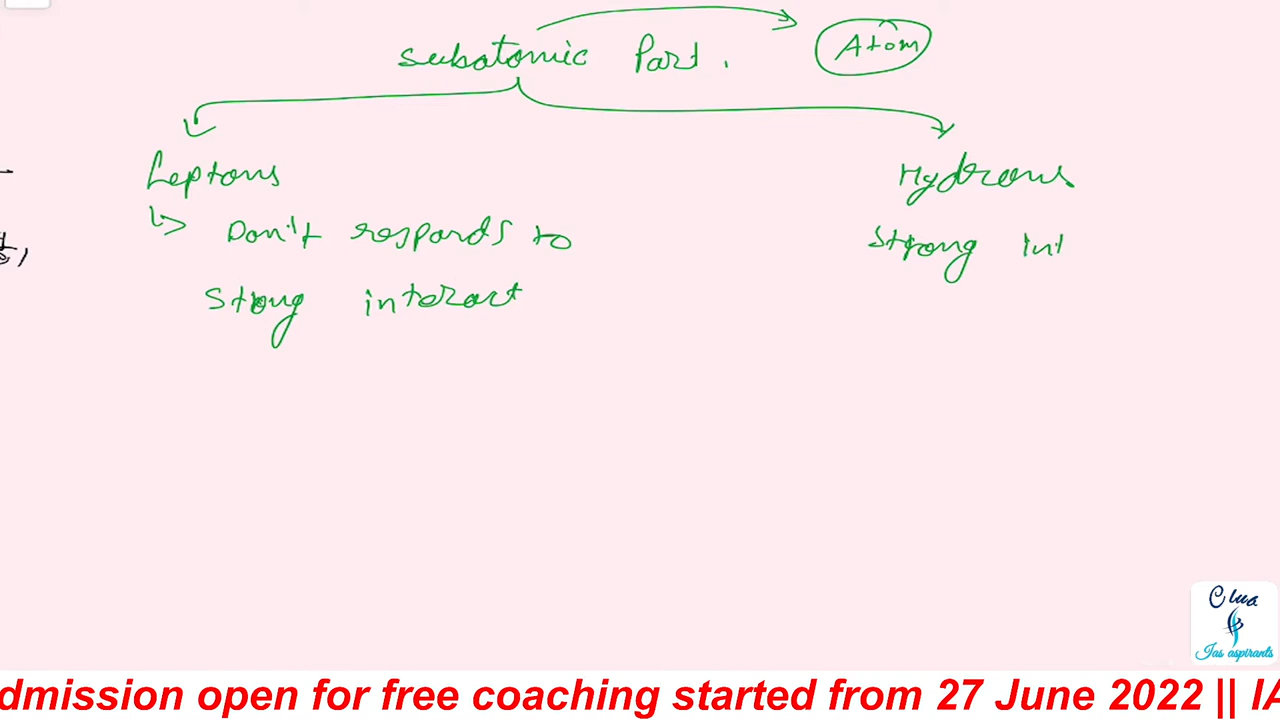 subatomic Part.
Atom
Leptons
Hydrons
Don't responds to
Strong interact
Strong Int
Clua
Ias aspirants
dmission open for free coaching started from 27 June 2022 || IA